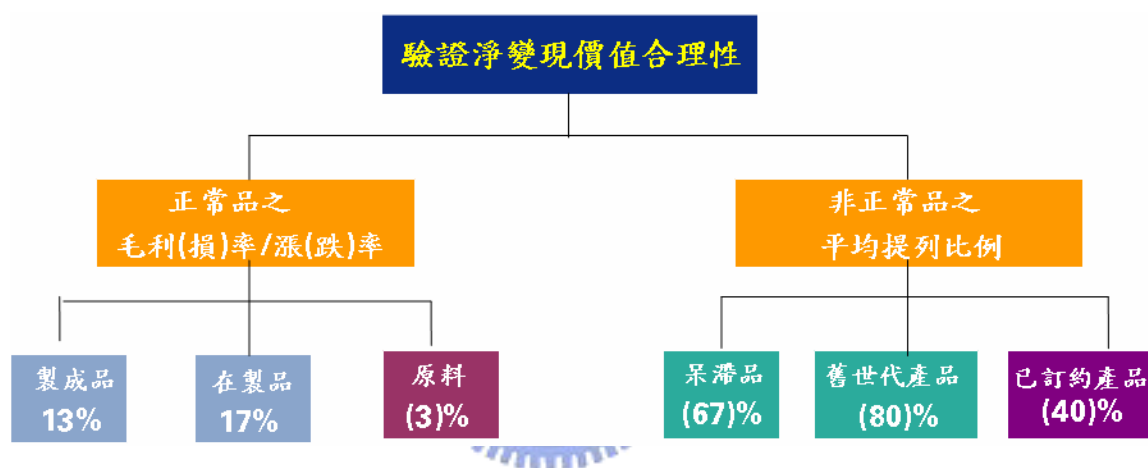 驗證淨變現價值合理性
正常品之
毛利(損)率/漲(跌)率
非正常品之
平均提列比例
製成品
13%
在製品
17%
原料
(3)%
呆滯品
(67)%
舊世代產品
(80)%
已訂約產品
(40)%